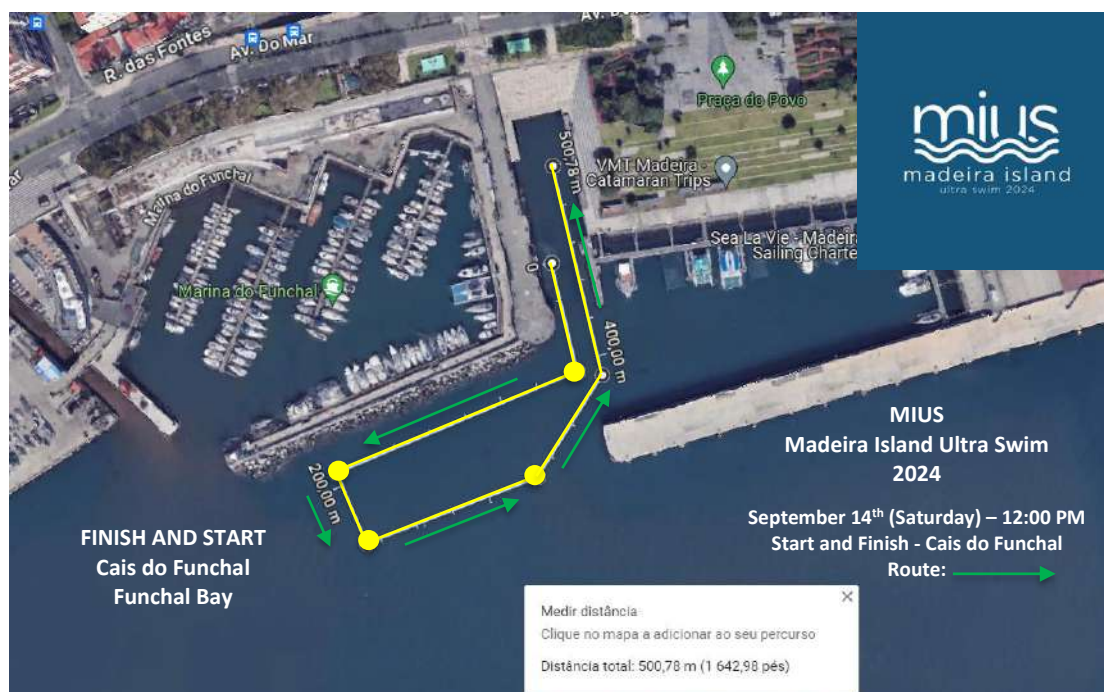 R. das Fontes
Av. Do Mar
Praça do Povo
mius
madeira island
ultra swim 2024
500,78 m
VMT Madeira -
Catamaran Trips
Marina do Funchal
Sea La Vie - Madeira
Sailing Charte
0
Marina do Funchal
400,00 m
MIUS
Madeira Island Ultra Swim
2024
200,00 m
September 14th (Saturday) – 12:00 PM
Start and Finish - Cais do Funchal
Route:
FINISH AND START
Cais do Funchal
Funchal Bay
Medir distância
Clique no mapa a adicionar ao seu percurso
Distância total: 500,78 m (1 642,98 pés)